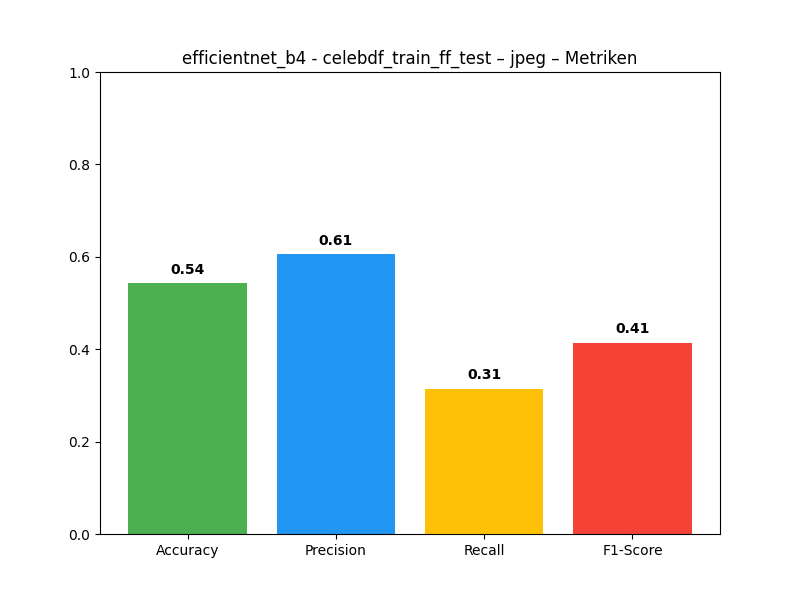 efficientnet_b4 - celebdf_train_ff_test – jpeg – Metriken
1.0
0.8
0.6
0.4
0.2
0.0
0.54
0.61
0.31
0.41
Accuracy
Precision
Recall
F1-Score